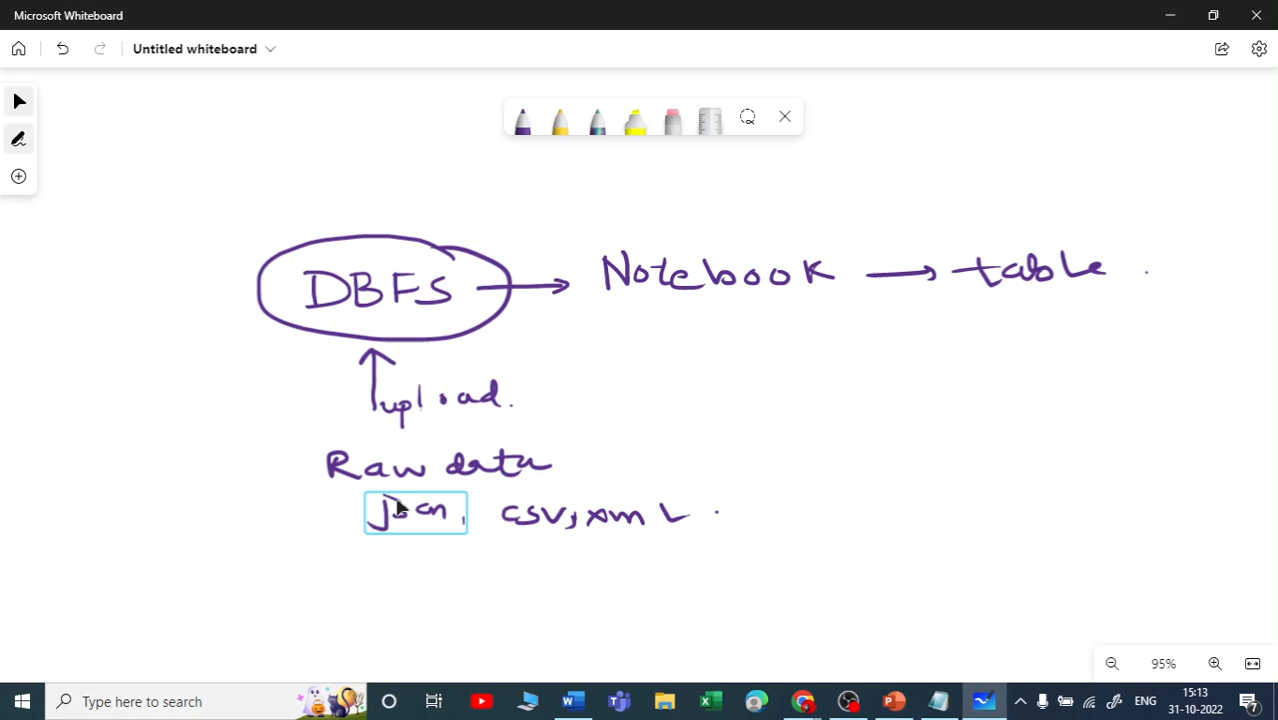 Microsoft Whiteboard
Untitled whiteboard
DBFS → Notebook → table .
upload.
Raw data
json, csv, xml .
95%
Type here to search
ENG
15:13
31-10-2022
7